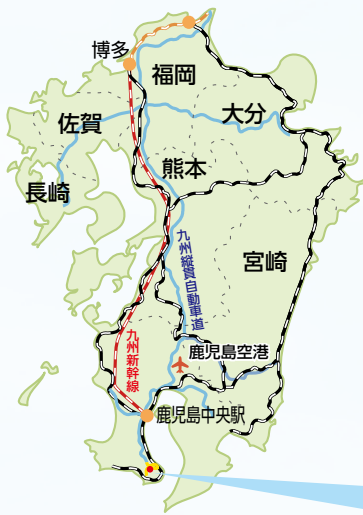 博多
福岡
佐賀
大分
熊本
長崎
宮崎
九州縦貫自動車道
九州新幹線
鹿児島空港
鹿児島中央駅